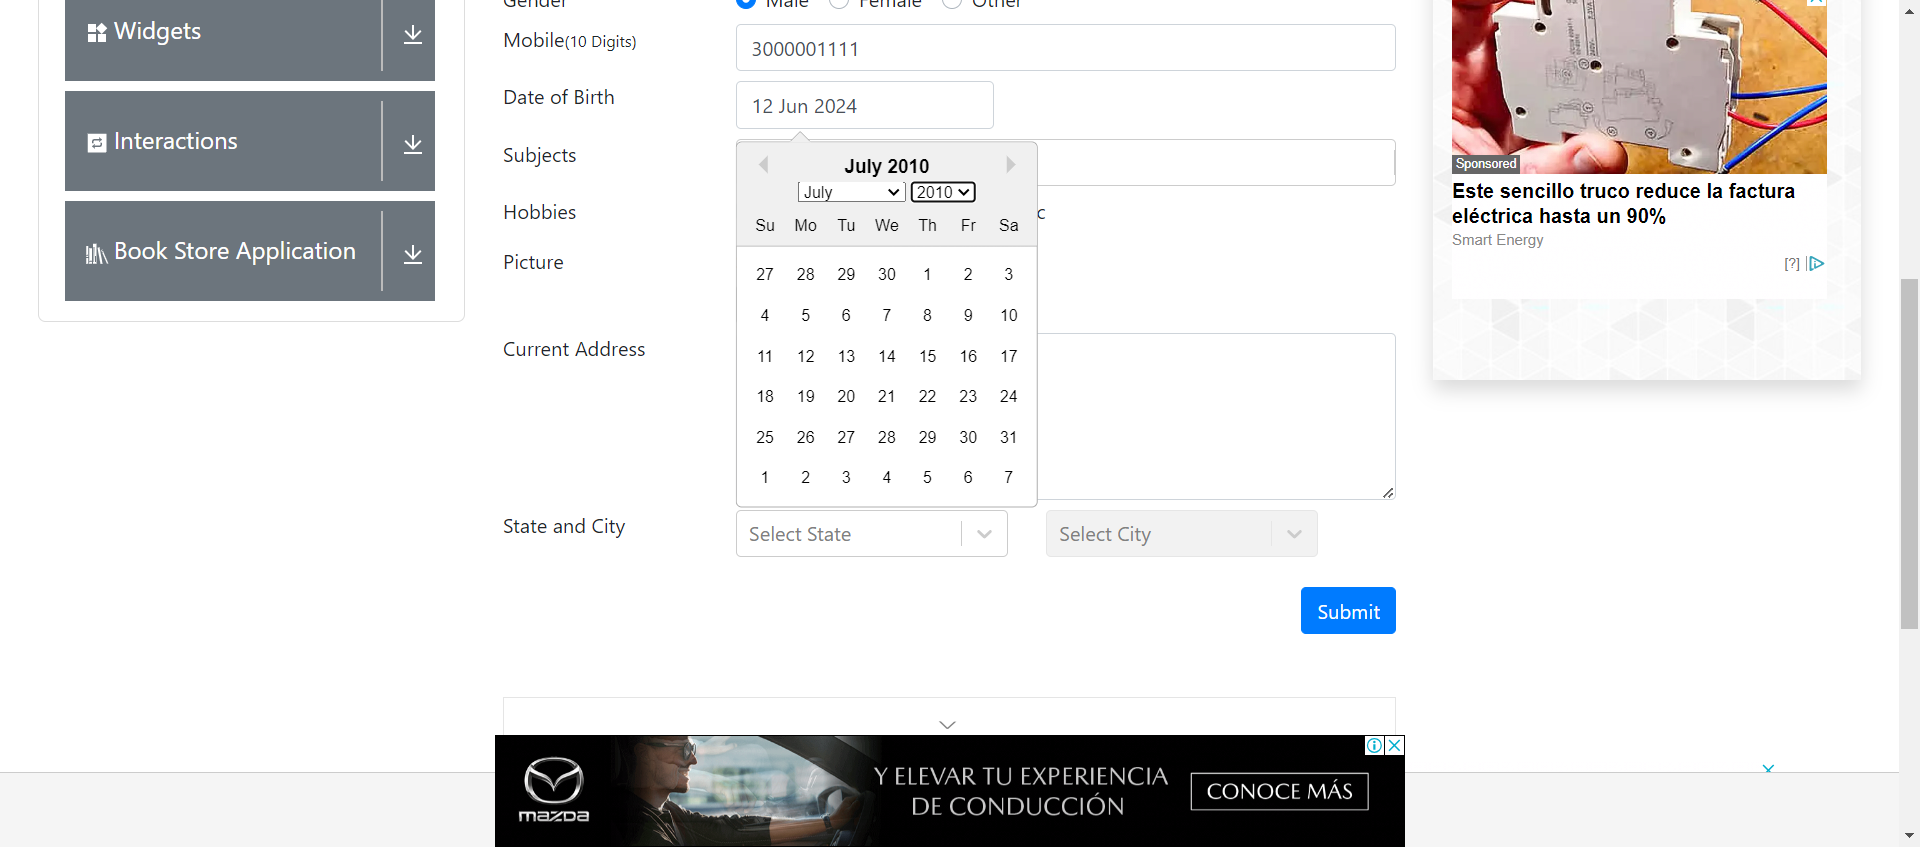 Widgets
Interactions
Book Store Application
Gender
Male
Female
Other
Mobile(10 Digits)
3000001111
Date of Birth
12 Jun 2024
Subjects
July 2010
July
2010
Su Mo Tu We Th Fr Sa
27 28 29 30 1 2 3
4 5 6 7 8 9 10
11 12 13 14 15 16 17
18 19 20 21 22 23 24
25 26 27 28 29 30 31
1 2 3 4 5 6 7
Hobbies
c
Picture
Current Address
State and City
Select State
Select City
Submit
Sponsored
Este sencillo truco reduce la factura
eléctrica hasta un 90%
Smart Energy
[?]
mazda
Y ELEVAR TU EXPERIENCIA
DE CONDUCCIÓN
CONOCE MÁS